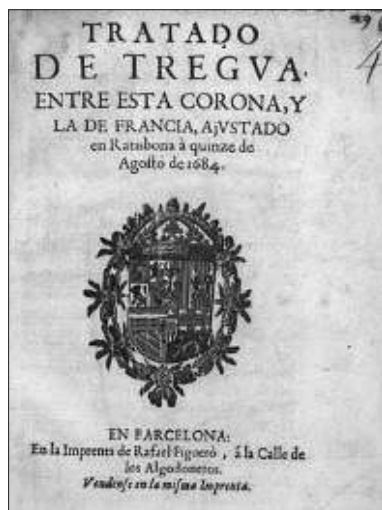 TRATADO
DE TREGVA.
ENTRE ESTA CORONA, Y
LA DE FRANCIA, AjVSTADO
en Ratisbona à quinze de
Agosto de 1684.
EN BARCELONA:
En la Imprenta de Rafael Figuerò, á la Calle de
los Algodoneros.
Vendense en la misma Imprenta.